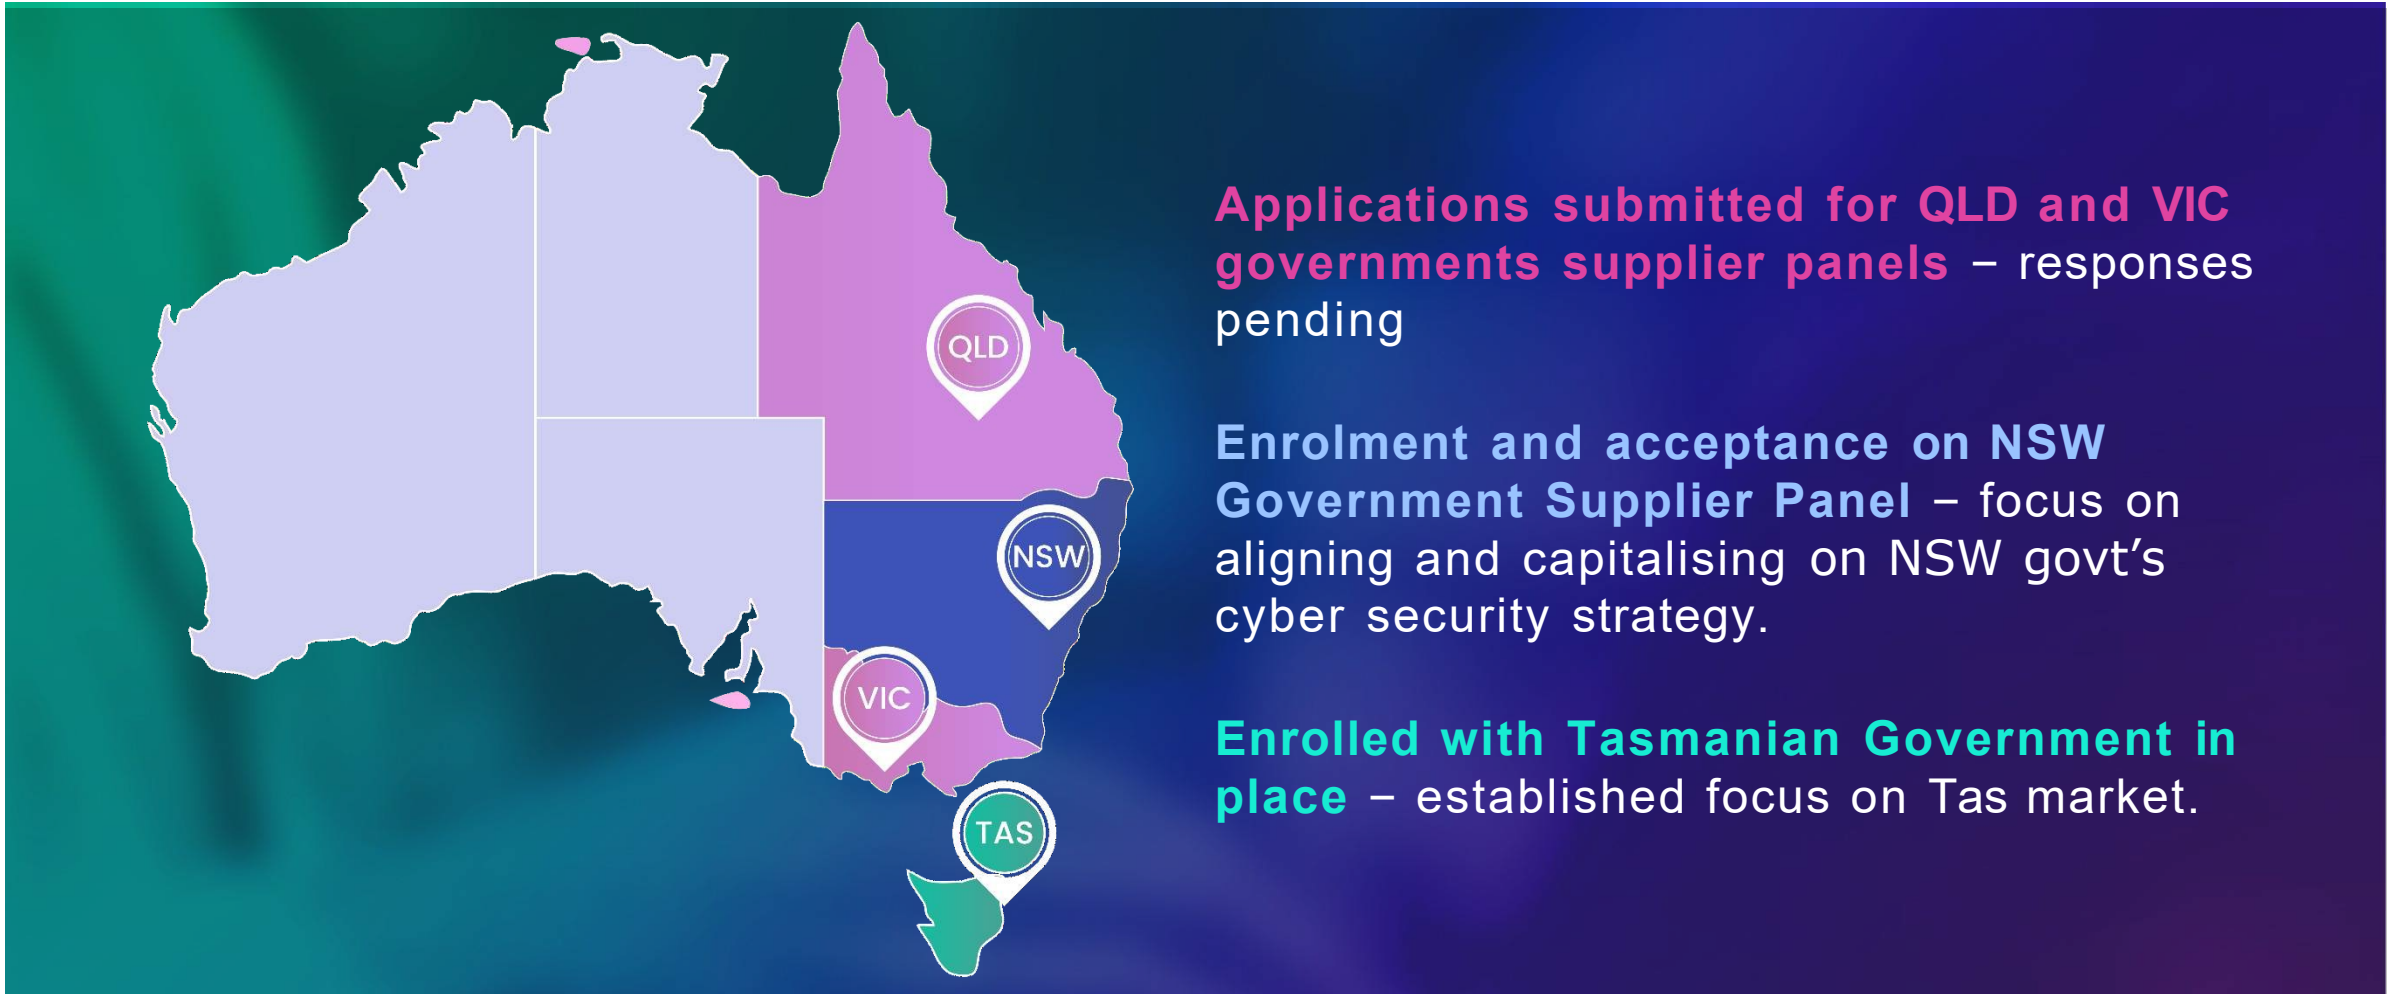 QLD
NSW
VIC
TAS
Applications submitted for QLD and VIC
governments supplier panels – responses
pending
Enrolment and acceptance on NSW
Government Supplier Panel – focus on
aligning and capitalising on NSW govt’s
cyber security strategy.
Enrolled with Tasmanian Government in
place – established focus on Tas market.